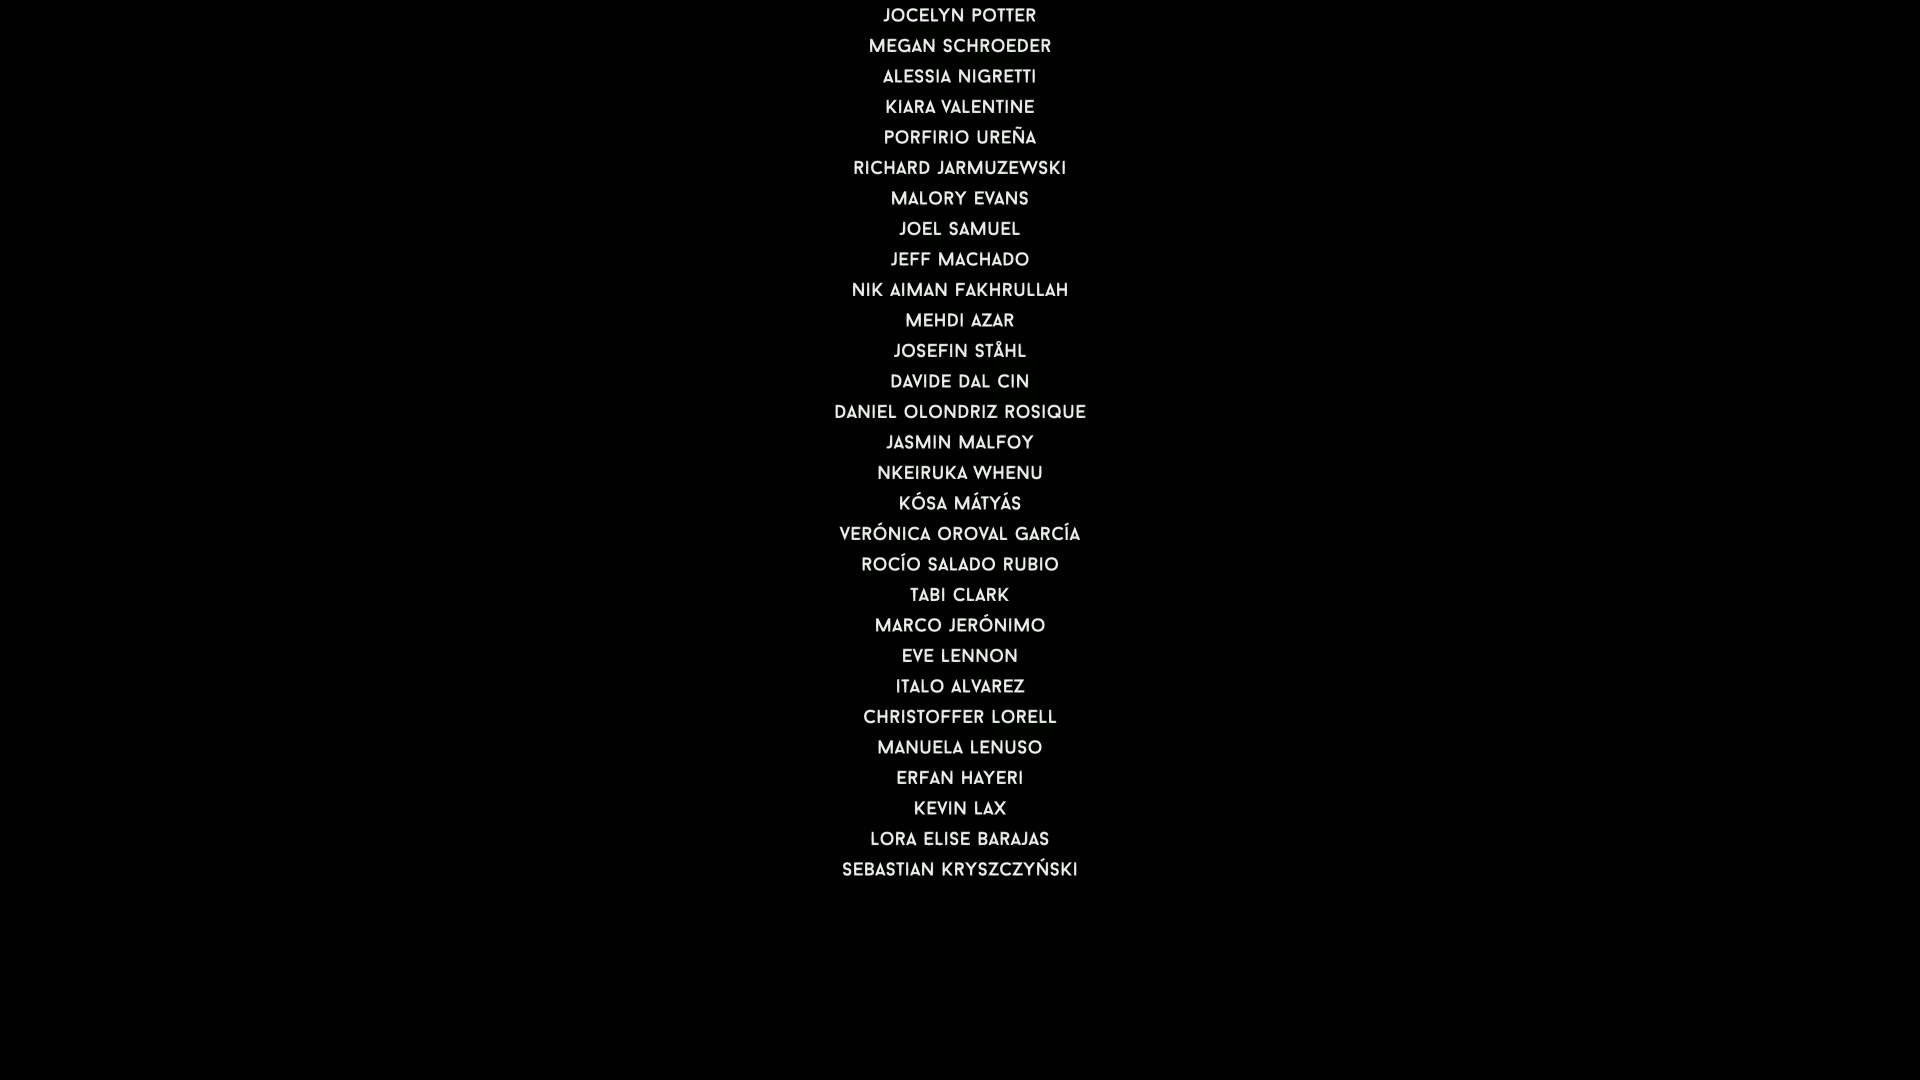 JOCELYN POTTER
MEGAN SCHROEDER
ALESSIA NIGRETTI
KIARA VALENTINE
PORFIRIO UREÑA
RICHARD JARMUZEWSKI
MALORY EVANS
JOEL SAMUEL
JEFF MACHADO
NIK AIMAN FAKHRULLAH
MEHDI AZAR
JOSEFIN STÅHL
DAVIDE DAL CIN
DANIEL OLONDRIZ ROSIQUE
JASMIN MALFOY
NKEIRUKA WHENU
KÓSA MÁTYÁS
VERÓNICA OROVAL GARCÍA
ROCÍO SALADO RUBIO
TABI CLARK
MARCO JERÓNIMO
EVE LENNON
ITALO ALVAREZ
CHRISTOFFER LORELL
MANUELA LENUSO
ERFAN HAYERI
KEVIN LAX
LORA ELISE BARAJAS
SEBASTIAN KRYSZCZYŃSKI